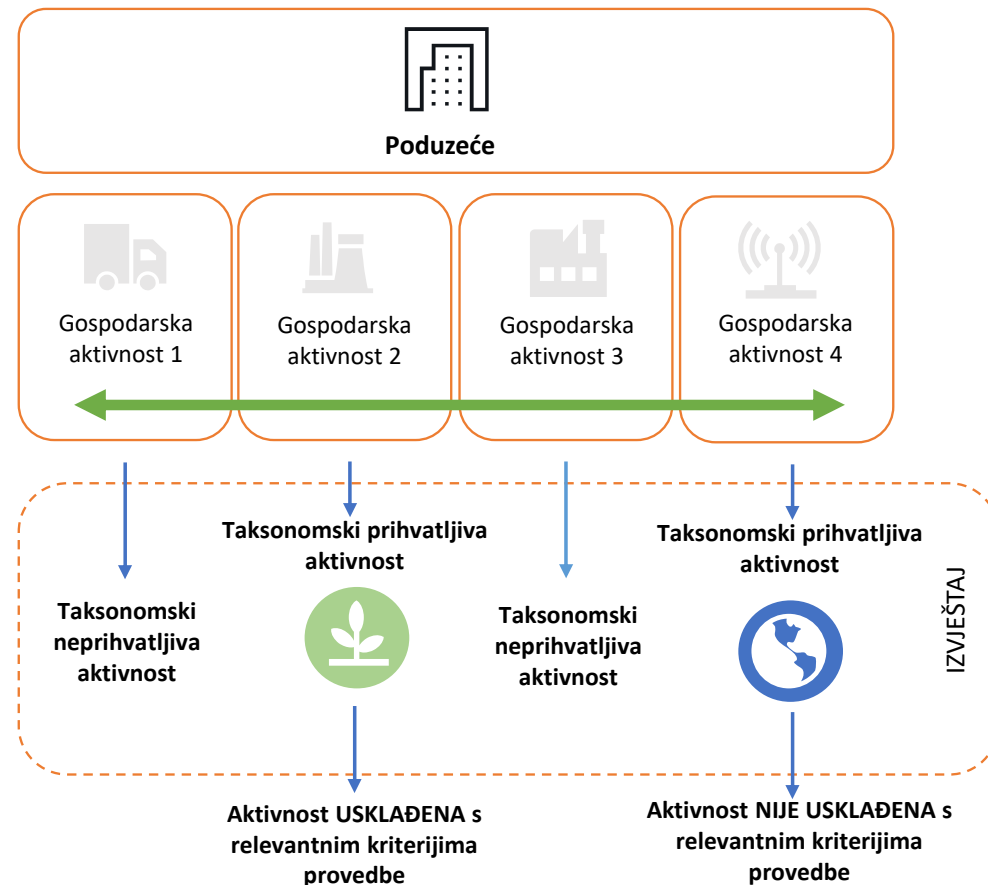 Poduzeće
Gospodarska
aktivnost 1
Gospodarska
aktivnost 2
Gospodarska
aktivnost 3
Gospodarska
aktivnost 4
Taksonomski
neprihvatljiva
aktivnost
Taksonomski prihvatljiva
aktivnost
Taksonomski
neprihvatljiva
aktivnost
Taksonomski prihvatljiva
aktivnost
IZVJEŠTAJ
Aktivnost USKLAĐENA s
relevantnim kriterijima
provedbe
Aktivnost NIJE USKLAĐENA s
relevantnim kriterijima
provedbe